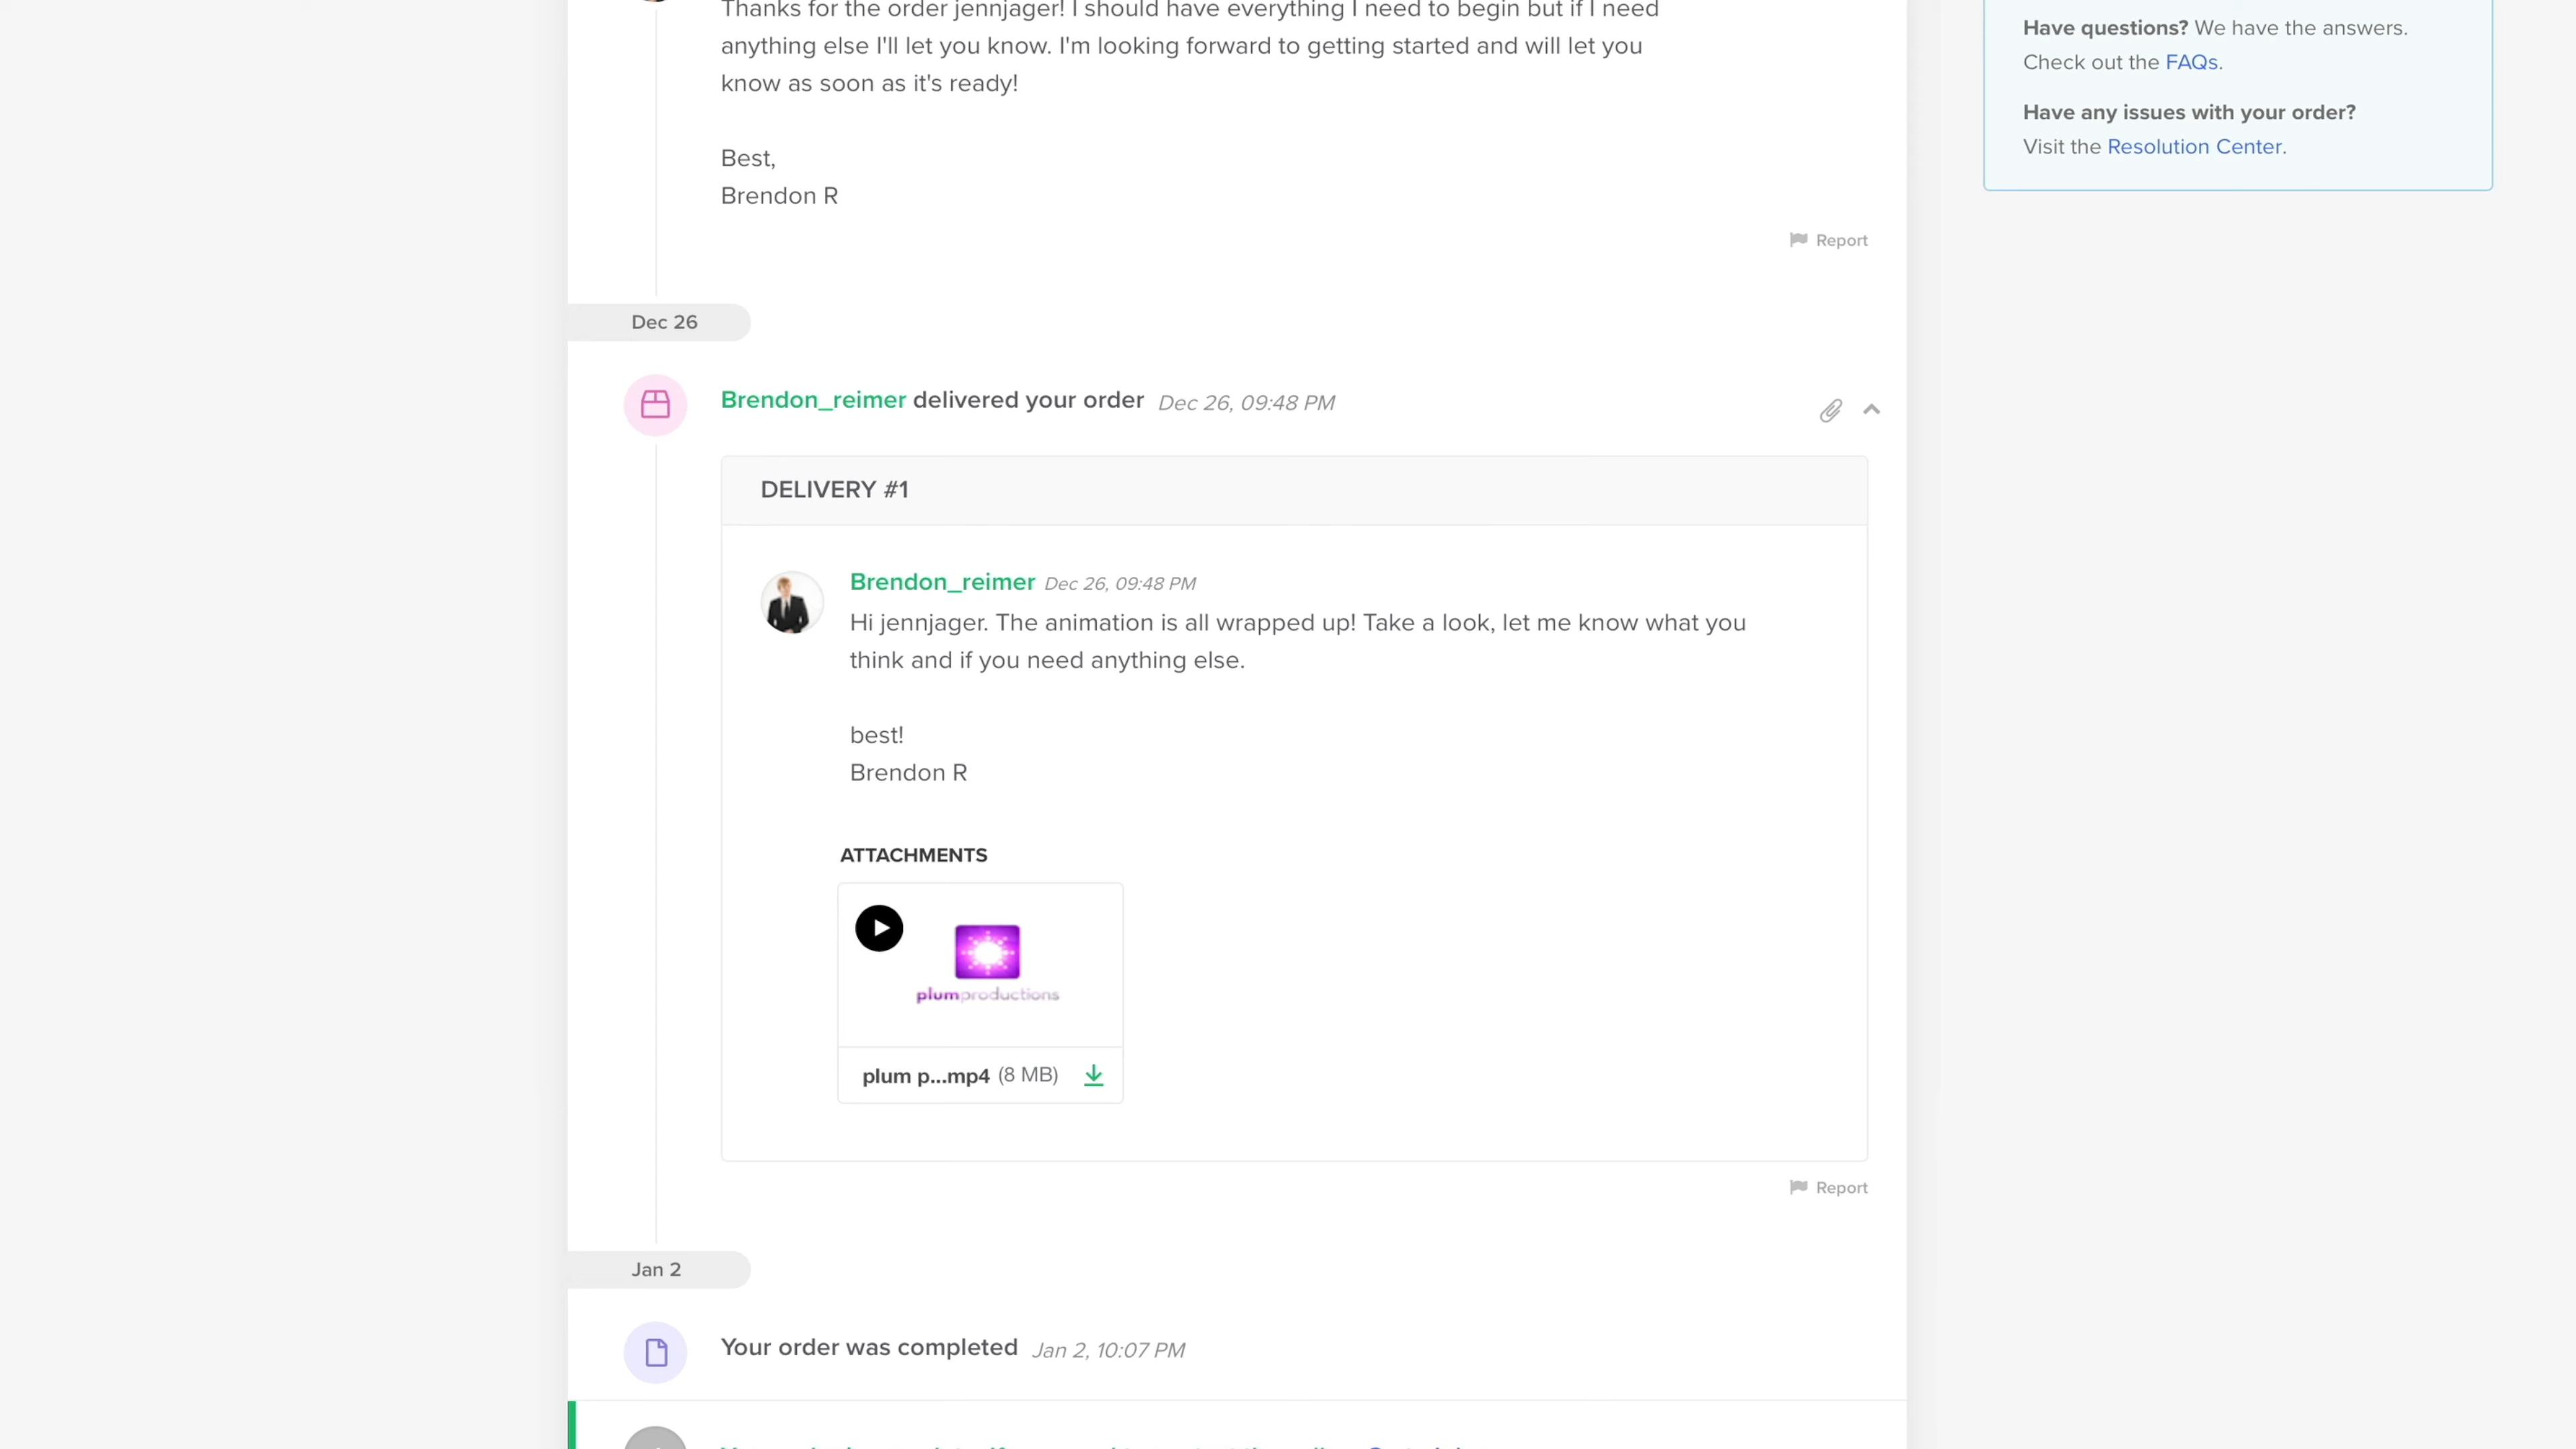 Thanks for the order jennjager! I should have everything I need to begin but if I need
anything else I'll let you know. I'm looking forward to getting started and will let you
know as soon as it's ready!
Best,
Brendon R
Report
Have questions? We have the answers.
Check out the FAQs.
Have any issues with your order?
Visit the Resolution Center.
Dec 26
Brendon_reimer delivered your order Dec 26, 09:48 PM
DELIVERY #1
Brendon_reimer Dec 26, 09:48 PM
Hi jennjager. The animation is all wrapped up! Take a look, let me know what you
think and if you need anything else.
best!
Brendon R
ATTACHMENTS
plumproductions
plum p...mp4 (8 MB)
Report
Jan 2
Your order was completed Jan 2, 10:07 PM